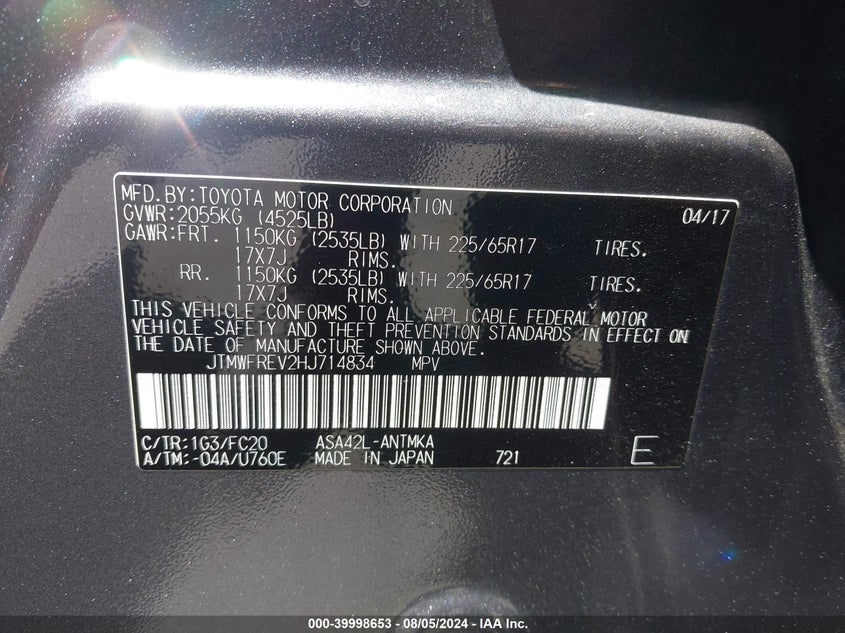 MFD. BY: TOYOTA MOTOR CORPORATION 04/17
GVWR: 2055KG (4525LB)
GAWR: FRT. 1150KG (2535LB) WITH 225/65R17 TIRES.
17X7J RIMS.
RR. 1150KG (2535LB) WITH 225/65R17 TIRES.
17X7J RIMS.
THIS VEHICLE CONFORMS TO ALL APPLICABLE FEDERAL MOTOR
VEHICLE SAFETY AND THEFT PREVENTION STANDARDS IN EFFECT ON
THE DATE OF MANUFACTURE SHOWN ABOVE.
JTMWFREV2HJ714834 MPV
C/TR: 1G3/FC20 ASA42L-ANTMKA
A/TM: -04A/U760E MADE IN JAPAN 721 E
000-39998653 - 08/05/2024 - IAA Inc.